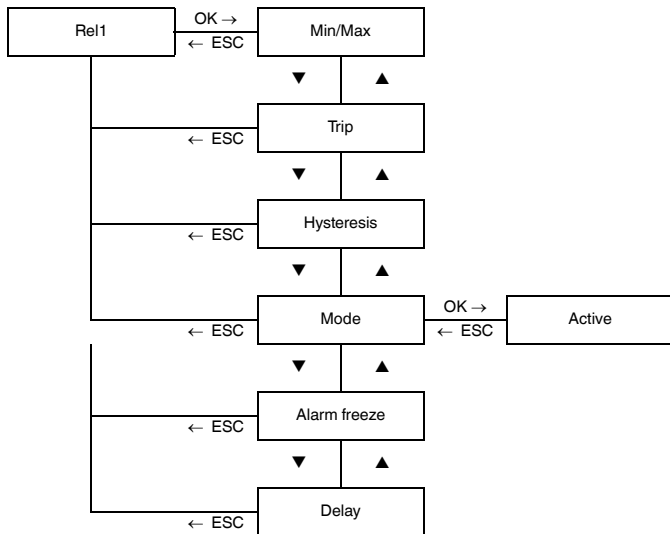 Rel1
OK →
← ESC
Min/Max
▼ ▲
← ESC
Trip
▼ ▲
← ESC
Hysteresis
▼ ▲
← ESC
Mode
OK →
← ESC
Active
▼ ▲
← ESC
Alarm freeze
▼ ▲
← ESC
Delay